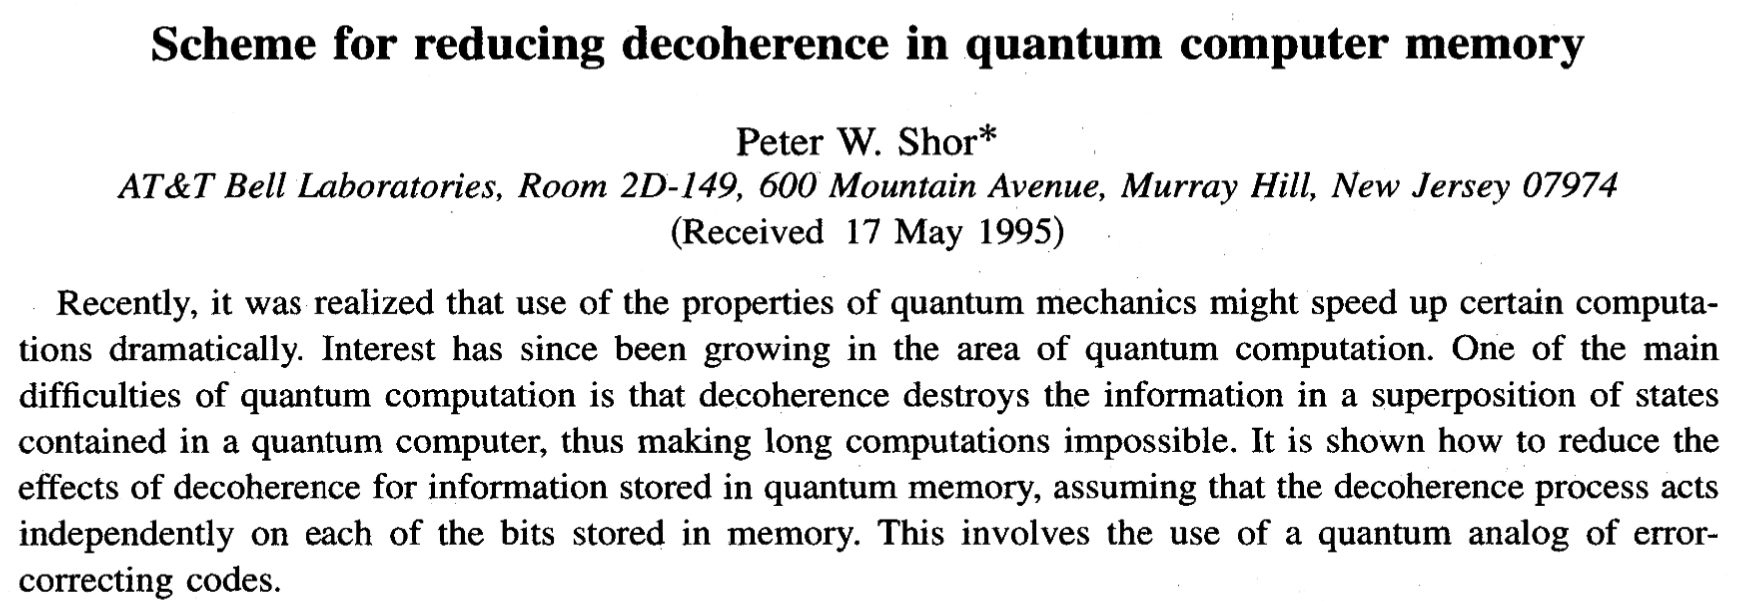 Scheme for reducing decoherence in quantum computer memory
Peter W. Shor*
AT&T Bell Laboratories, Room 2D-149, 600 Mountain Avenue, Murray Hill, New Jersey 07974
(Received 17 May 1995)
Recently, it was realized that use of the properties of quantum mechanics might speed up certain computa-
tions dramatically. Interest has since been growing in the area of quantum computation. One of the main
difficulties of quantum computation is that decoherence destroys the information in a superposition of states
contained in a quantum computer, thus making long computations impossible. It is shown how to reduce the
effects of decoherence for information stored in quantum memory, assuming that the decoherence process acts
independently on each of the bits stored in memory. This involves the use of a quantum analog of error-
correcting codes.